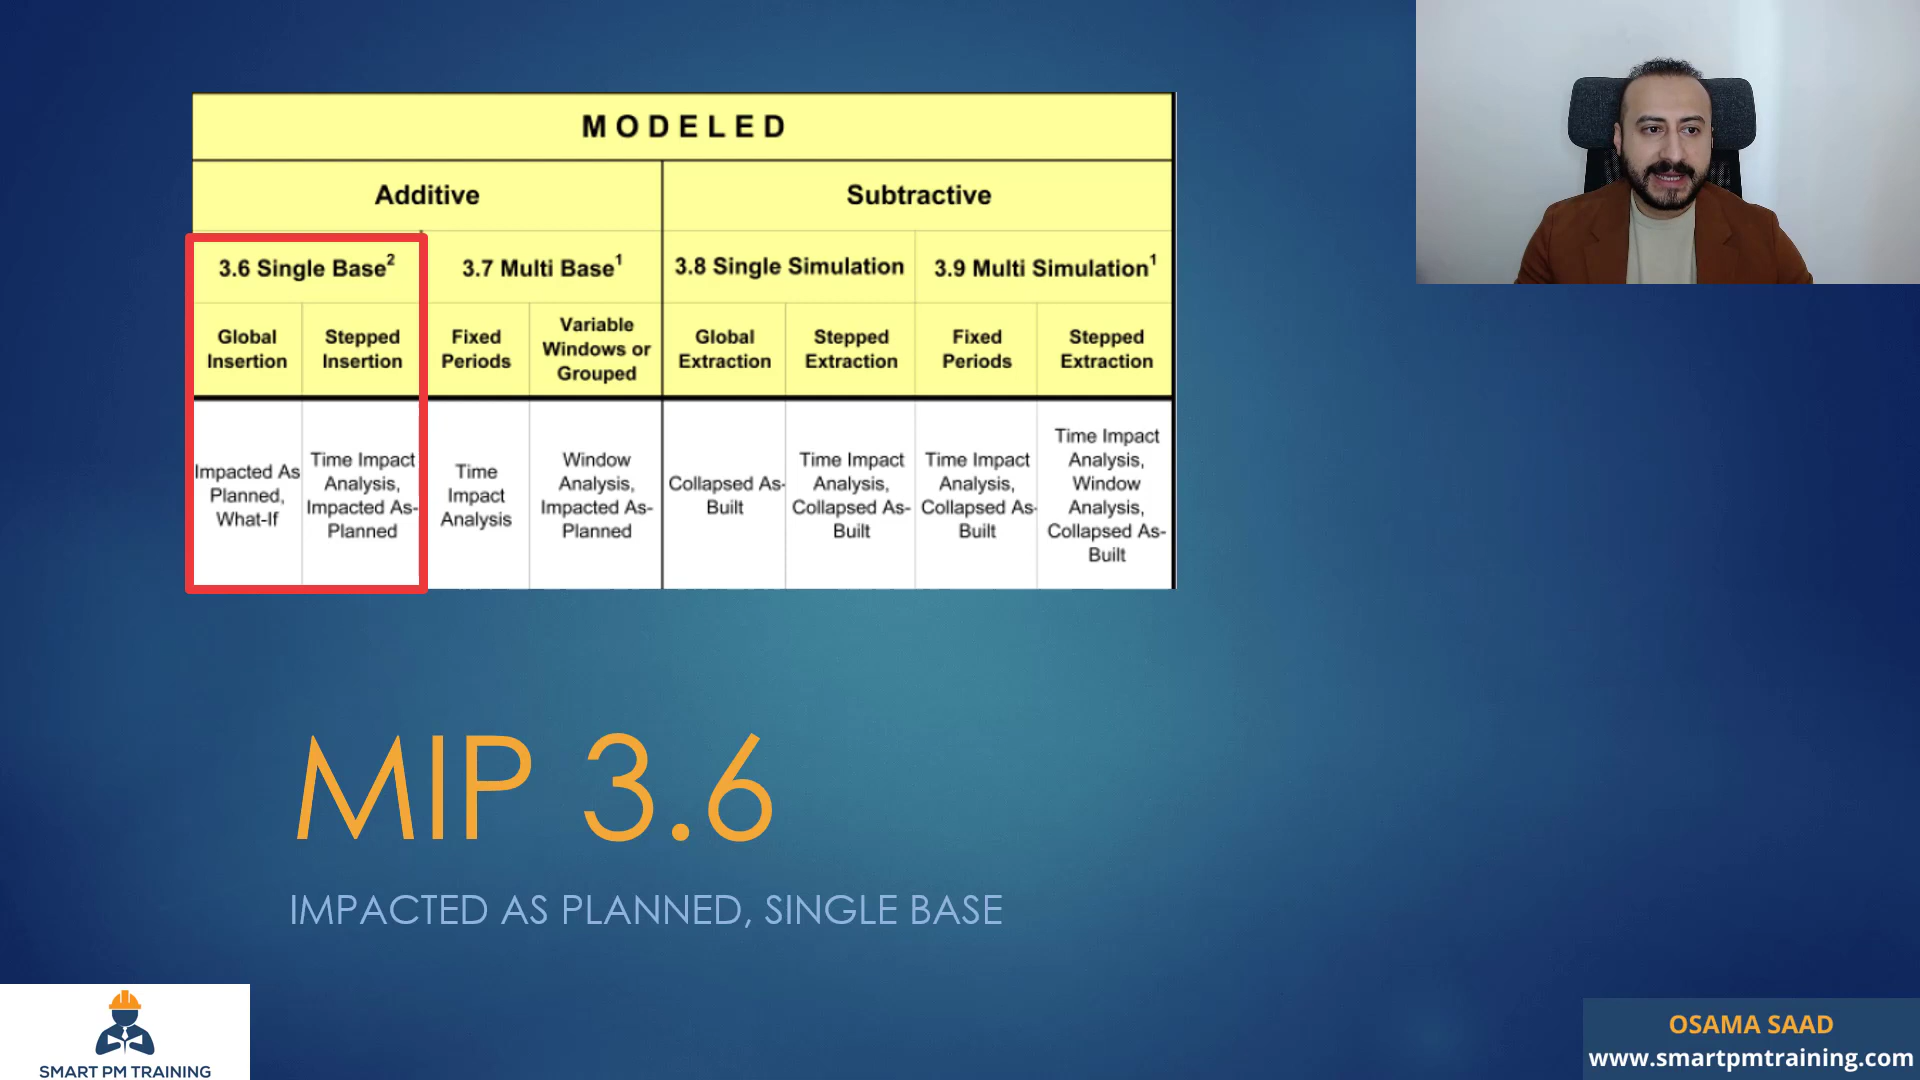 MODELED
Additive
Subtractive
3.6 Single Base2
3.7 Multi Base1
3.8 Single Simulation
3.9 Multi Simulation1
Global
Insertion
Stepped
Insertion
Fixed
Periods
Variable
Windows or
Grouped
Global
Extraction
Stepped
Extraction
Fixed
Periods
Stepped
Extraction
Impacted As
Planned,
What-If
Time Impact
Analysis,
Impacted As-
Planned
Time
Impact
Analysis
Window
Analysis,
Impacted As-
Planned
Collapsed As-
Built
Time Impact
Analysis,
Collapsed As-
Built
Time Impact
Analysis,
Collapsed As-
Built
Time Impact
Analysis,
Window
Analysis,
Collapsed As-
Built
MIP 3.6
IMPACTED AS PLANNED, SINGLE BASE
SMART PM TRAINING
OSAMA SAAD
www.smartpmtraining.com